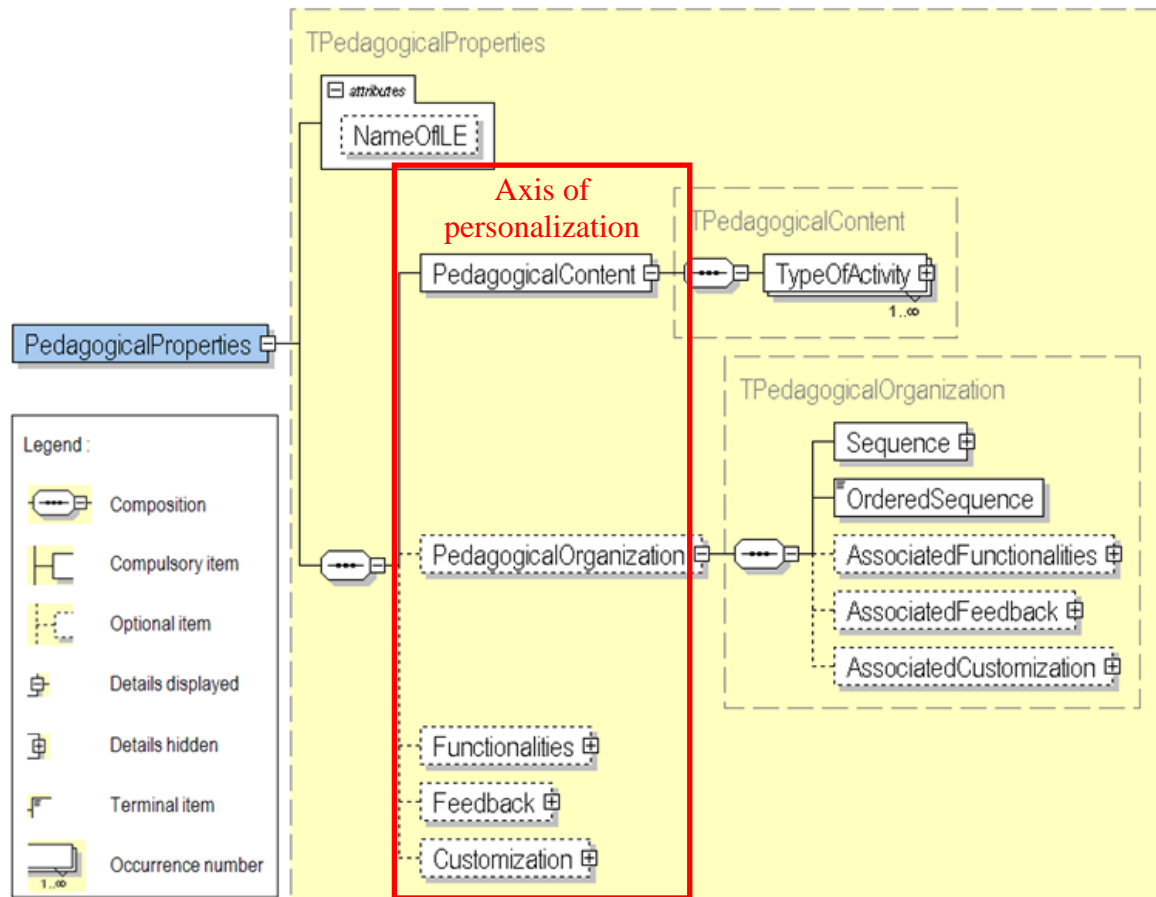 TPedagogicalProperties
attributes
NameOfILE
Axis of
personalization
TPedagogicalContent
PedagogicalContent
TypeOfActivity
1..∞
PedagogicalProperties
TPedagogicalOrganization
Sequence
OrderedSequence
PedagogicalOrganization
AssociatedFunctionalities
AssociatedFeedback
AssociatedCustomization
Functionalities
Feedback
Customization
Legend :
Composition
Compulsory item
Optional item
Details displayed
Details hidden
Terminal item
Occurrence number
1..∞